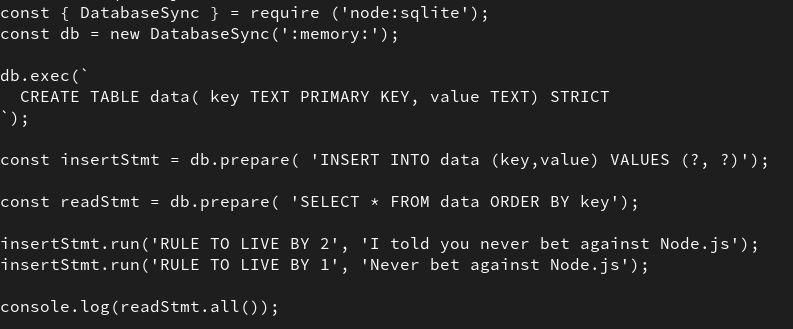 const { DatabaseSync } = require ('node:sqlite');
const db = new DatabaseSync(':memory:');

db.exec(`
  CREATE TABLE data( key TEXT PRIMARY KEY, value TEXT) STRICT
`);

const insertStmt = db.prepare( 'INSERT INTO data (key,value) VALUES (?, ?)');

const readStmt = db.prepare( 'SELECT * FROM data ORDER BY key');

insertStmt.run('RULE TO LIVE BY 2', 'I told you never bet against Node.js');
insertStmt.run('RULE TO LIVE BY 1', 'Never bet against Node.js');

console.log(readStmt.all());